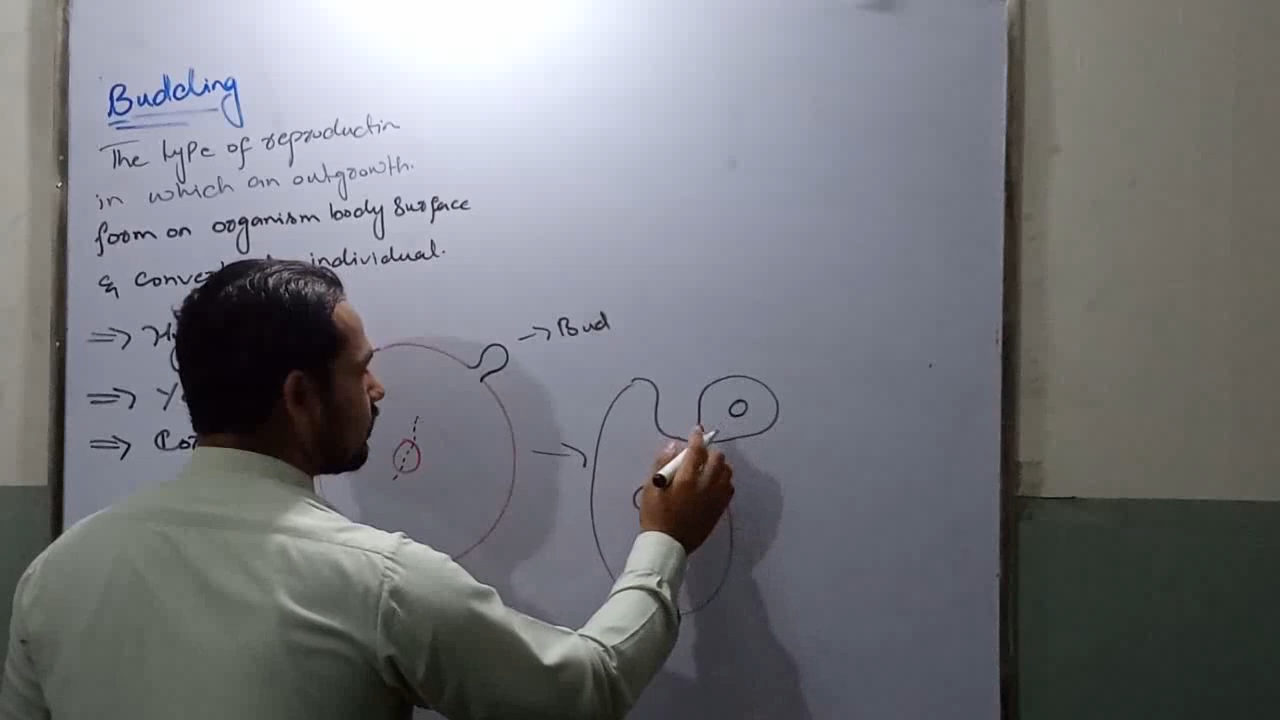 Budding
The type of reproductin
in which an outgrowth.
form on organism body surface
& individual.
⇒
⇒
⇒
→ Bud